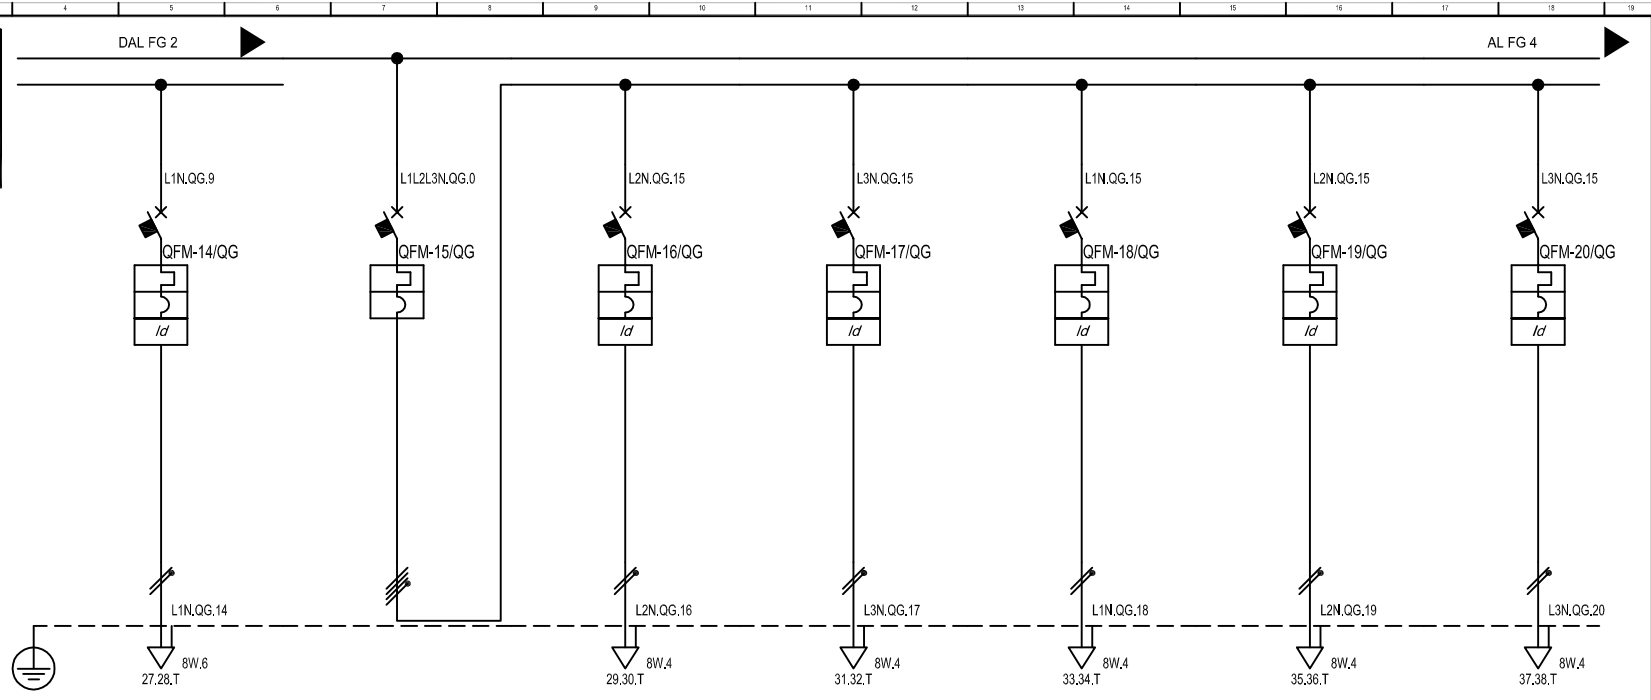 4 5 6 7 8 9 10 11 12 13 14 15 16 17 18 19
DAL FG 2 AL FG 4
L1N.QG.9 L1L2L3N.QG.0 L2N.QG.15 L3N.QG.15 L1N.QG.15 L2N.QG.15 L3N.QG.15
QFM-14/QG QFM-15/QG QFM-16/QG QFM-17/QG QFM-18/QG QFM-19/QG QFM-20/QG
Id Id Id Id Id Id
L1N.QG.14 L2N.QG.16 L3N.QG.17 L1N.QG.18 L2N.QG.19 L3N.QG.20
8W.6 8W.4 8W.4 8W.4 8W.4 8W.4
27.28.T 29.30.T 31.32.T 33.34.T 35.36.T 37.38.T